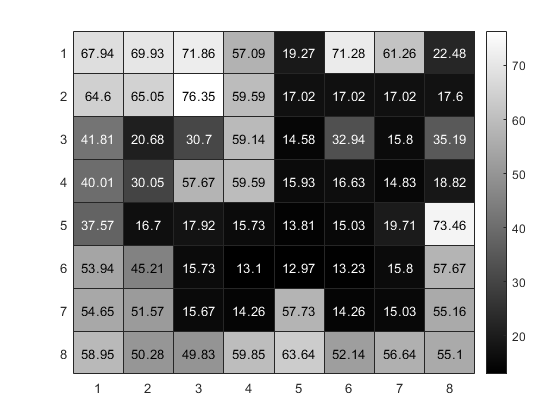 1 67.94 69.93 71.86 57.09 19.27 71.28 61.26 22.48 70
2 64.6 65.05 76.35 59.59 17.02 17.02 17.02 17.6 60
3 41.81 20.68 30.7 59.14 14.58 32.94 15.8 35.19 50
4 40.01 30.05 57.67 59.59 15.93 16.63 14.83 18.82
5 37.57 16.7 17.92 15.73 13.81 15.03 19.71 73.46 40
6 53.94 45.21 15.73 13.1 12.97 13.23 15.8 57.67 30
7 54.65 51.57 15.67 14.26 57.73 14.26 15.03 55.16 20
8 58.95 50.28 49.83 59.85 63.64 52.14 56.64 55.1
1 2 3 4 5 6 7 8